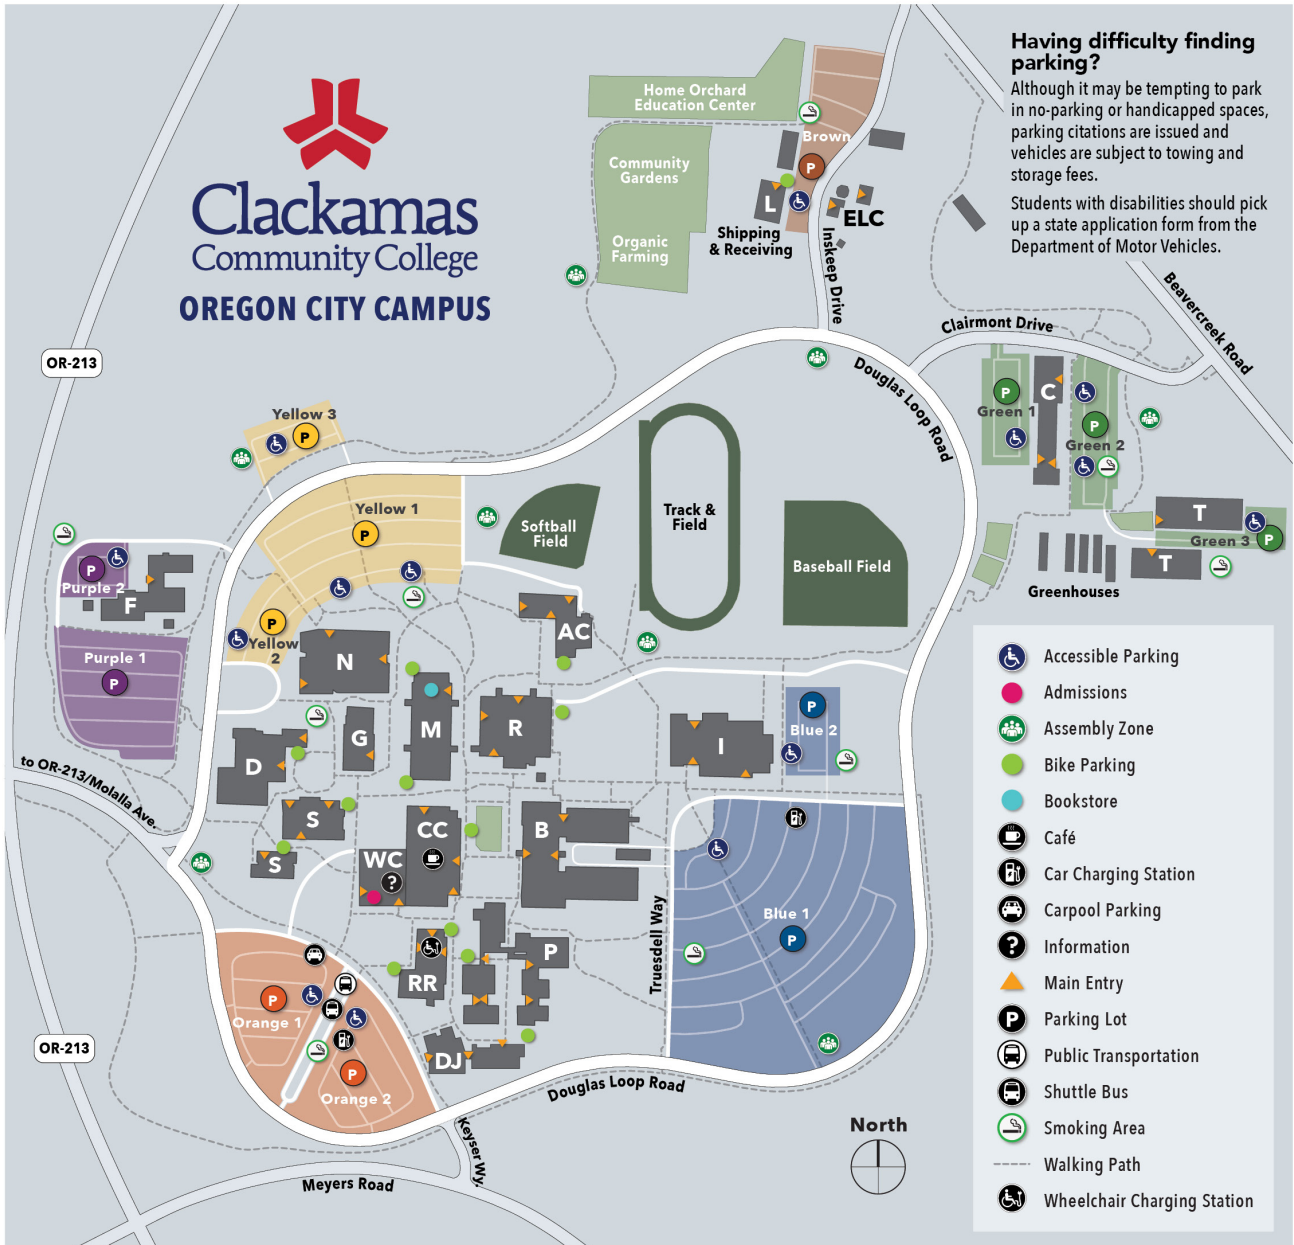 Having difficulty finding
parking?
Although it may be tempting to park
in no-parking or handicapped spaces,
parking citations are issued and
vehicles are subject to towing and
storage fees.
Students with disabilities should pick
up a state application form from the
Department of Motor Vehicles.
Clackamas
Community College
OREGON CITY CAMPUS
Home Orchard
Education Center
Community
Gardens
Organic
Farming
Brown
P
L
Shipping
& Receiving
ELC
Inskeep Drive
Clairmont Drive
Beavercreek Road
Douglas Loop Road
OR-213
P
Green 1
C
P
Green 2
T
Green 3
P
T
Greenhouses
Yellow 3
P
Yellow 1
P
Yellow
2
P
Softball
Field
Track &
Field
Baseball Field
P
Purple 2
F
Purple 1
P
N
AC
M
R
G
D
I
P
Blue 2
to OR-213/Molalla Ave.
S
S
CC
WC
?
B
Truesdell Way
Blue 1
P
RR
P
DJ
P
Orange 1
P
Orange 2
OR-213
Douglas Loop Road
Keyser Wy.
Meyers Road
North
Accessible Parking
Admissions
Assembly Zone
Bike Parking
Bookstore
Café
Car Charging Station
Carpool Parking
? Information
Main Entry
P Parking Lot
Public Transportation
Shuttle Bus
Smoking Area
Walking Path
Wheelchair Charging Station